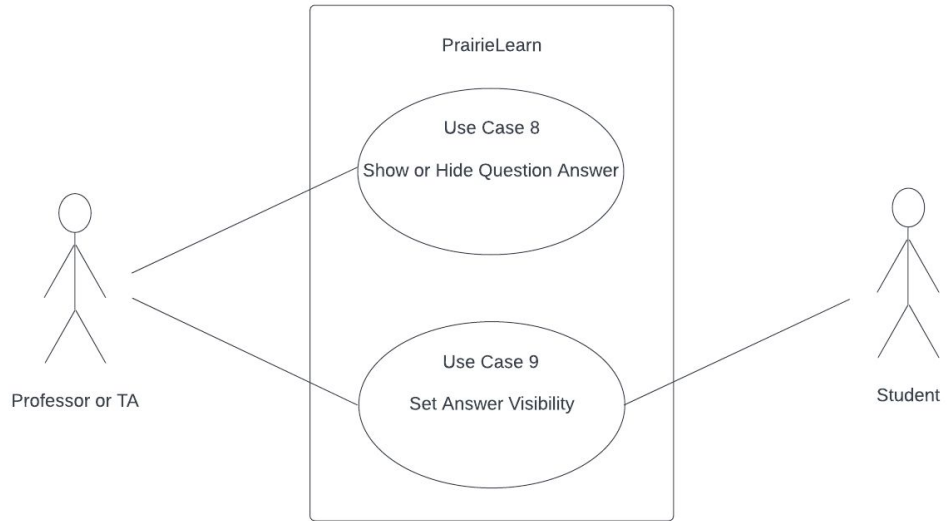 PrairieLearn
Use Case 8
Show or Hide Question Answer
Use Case 9
Set Answer Visibility
Professor or TA
Student